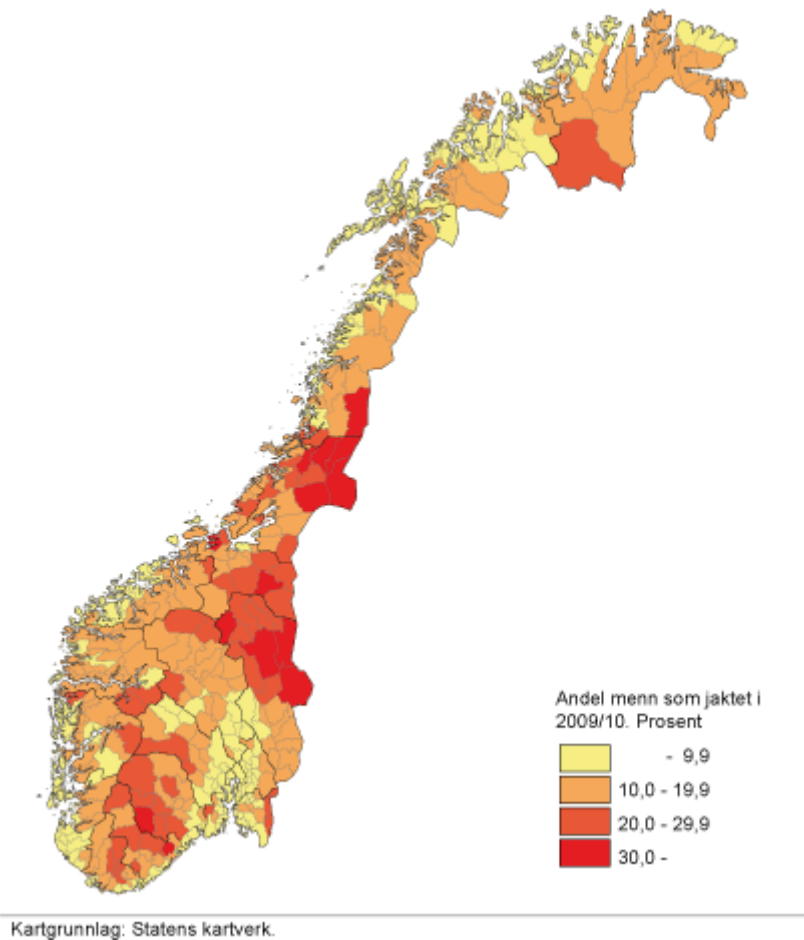 Andel menn som jaktet i
2009/10. Prosent
- 9,9
10,0 - 19,9
20,0 - 29,9
30,0 -
Kartgrunnlag: Statens kartverk.